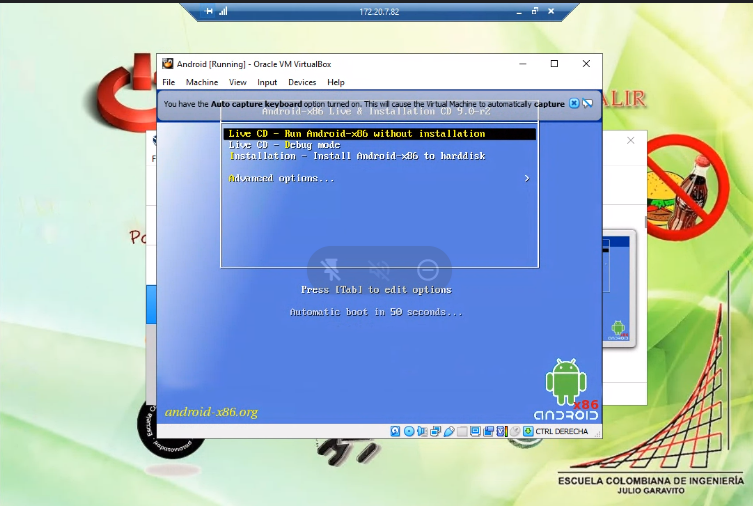 172.20.7.82
Android [Running] - Oracle VM VirtualBox
File Machine View Input Devices Help
You have the Auto capture keyboard option turned on. This will cause the Virtual Machine to automatically capture
Android-x86 Live & Installation CD 9.0-r2
ALIR
Live CD - Run Android-x86 without installation
Live CD - Debug mode
Installation - Install Android-x86 to harddisk
Advanced options...
Po
Press [Tab] to edit options
Automatic boot in 50 seconds...
android-x86.org
x86
android
CTRL DERECHA
ESCUELA COLOMBIANA DE INGENIERÍA
JULIO GARAVITO